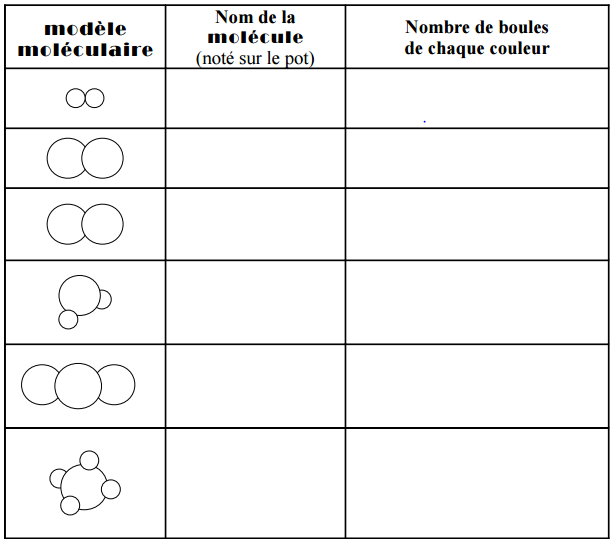 modèle
moléculaire
Nom de la
molécule
(noté sur le pot)
Nombre de boules
de chaque couleur